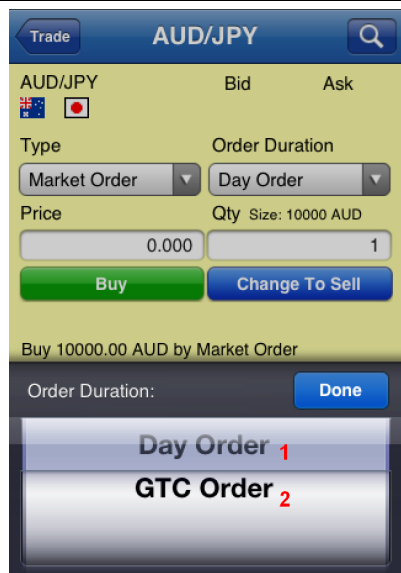 Trade AUD/JPY
AUD/JPY Bid Ask
Type Order Duration
Market Order Day Order
Price Qty Size: 10000 AUD
0.000 1
Buy Change To Sell
Buy 10000.00 AUD by Market Order
Order Duration: Done
Day Order 1
GTC Order 2